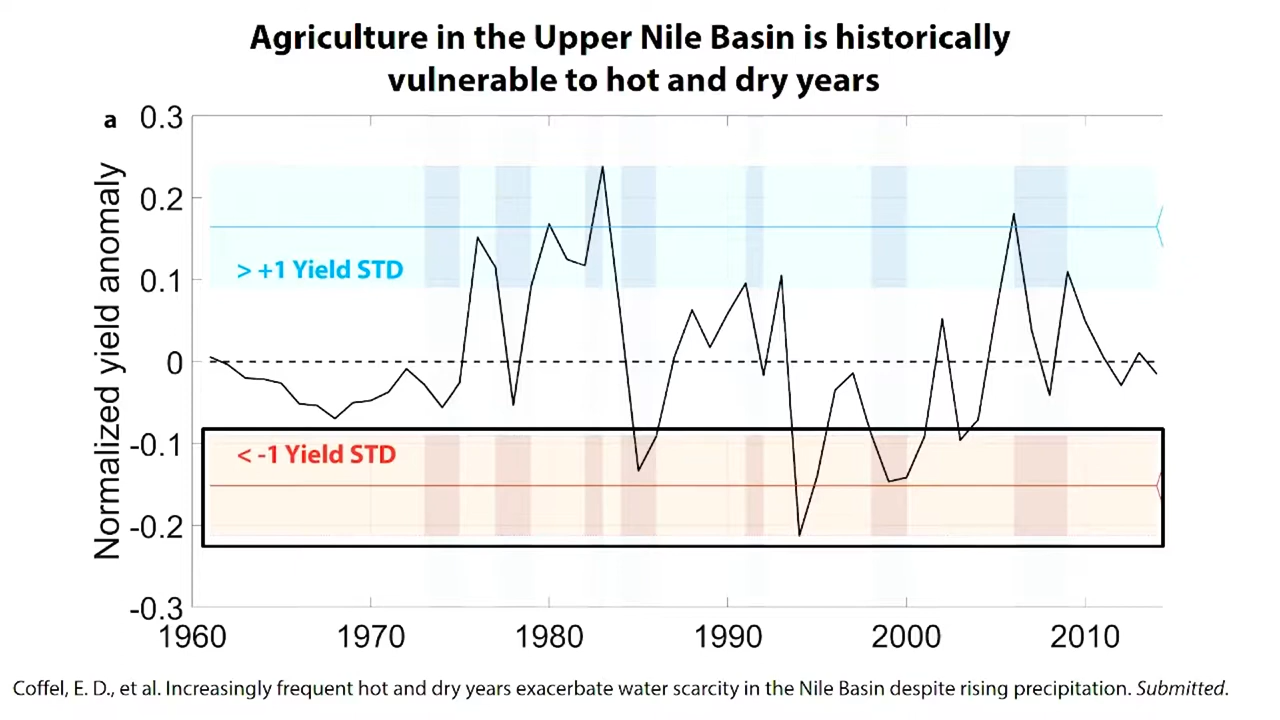 Agriculture in the Upper Nile Basin is historically
vulnerable to hot and dry years
a
0.3
0.2
0.1
0
-0.1
-0.2
-0.3
Normalized yield anomaly
> +1 Yield STD
< -1 Yield STD
1960 1970 1980 1990 2000 2010
Coffel, E. D., et al. Increasingly frequent hot and dry years exacerbate water scarcity in the Nile Basin despite rising precipitation. Submitted.